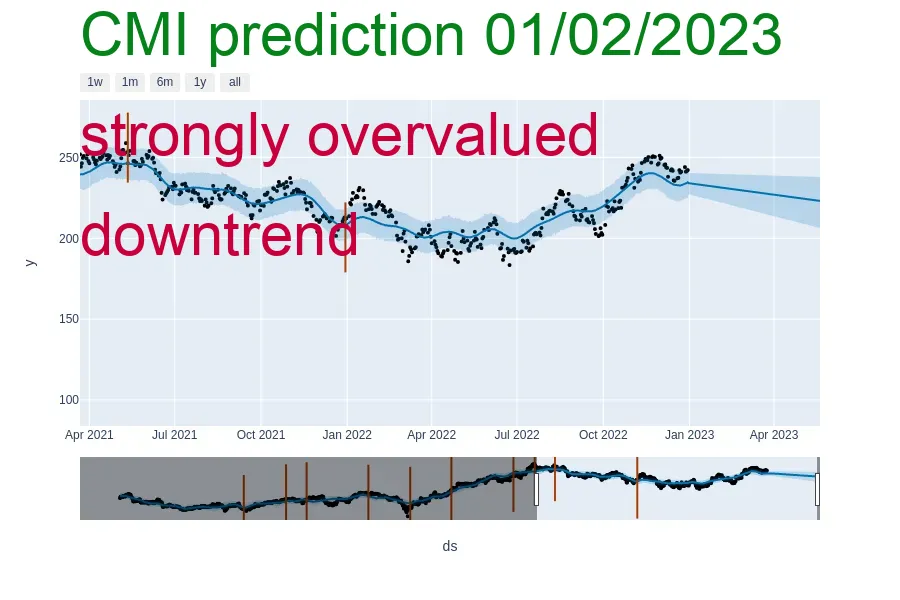 CMI prediction 01/02/2023
1w 1m 6m 1y all
strongly overvalued
250
downtrend
200
y
150
100
Apr 2021 Jul 2021 Oct 2021 Jan 2022 Apr 2022 Jul 2022 Oct 2022 Jan 2023 Apr 2023
ds